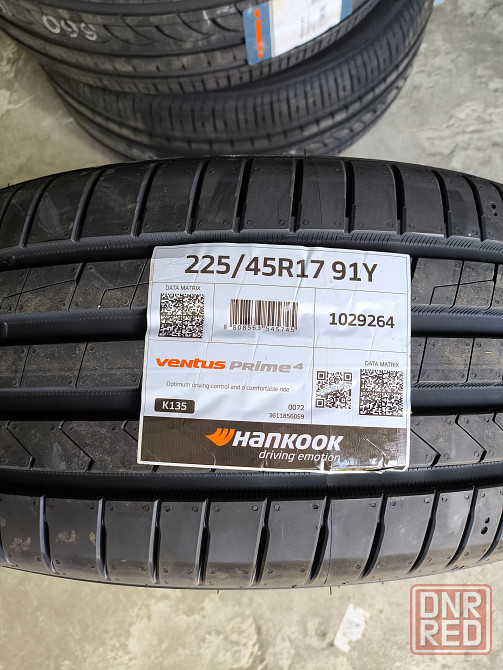 099
225/45R17 91Y
DATA MATRIX
1029264
ventus Prime4
DATA MATRIX
Optimum driving control and a comfortable ride
K135
0072
3611856059
HANKOOK
driving emotion
DNR
RED